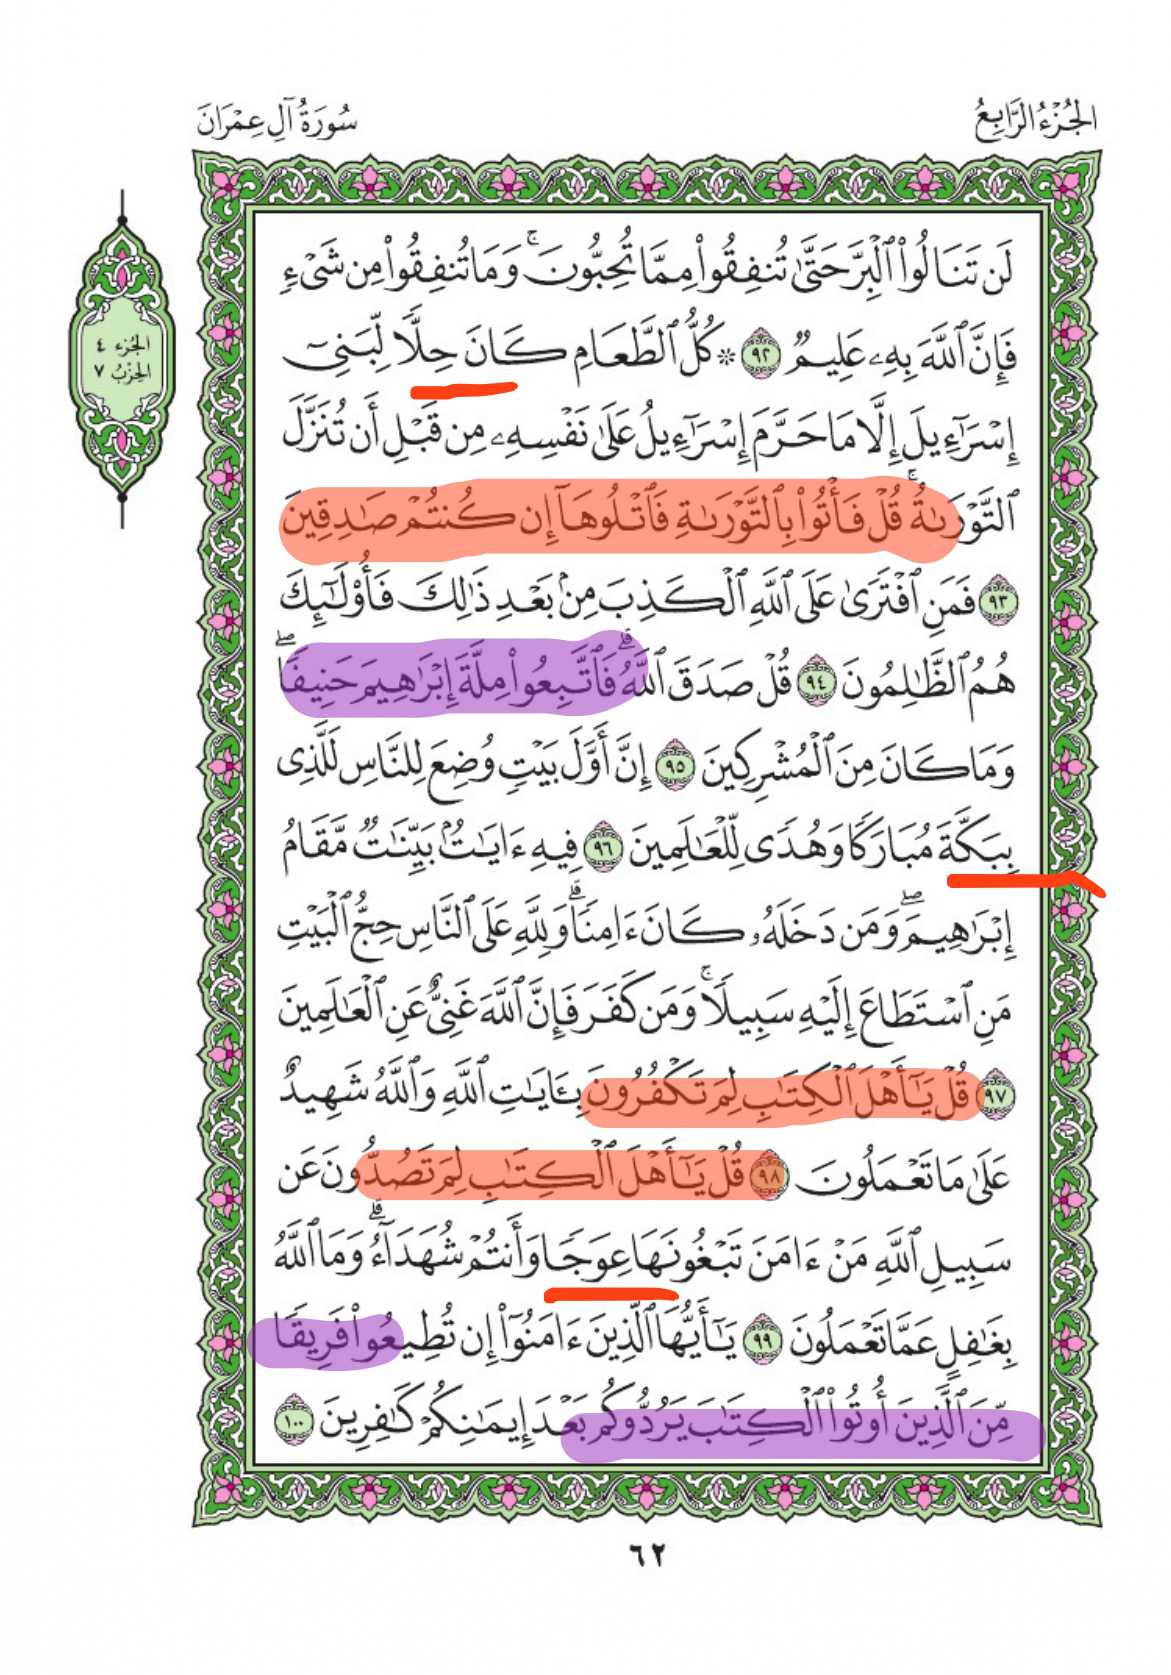 الجُزْءُ الرَّابِعُ
سُورَةُ آلِ عِمْرَانَ
الجُزء ٤
الحِزْبُ ٧
لَن تَنَالُوا۟ ٱلْبِرَّ حَتَّىٰ تُنفِقُوا۟ مِمَّا تُحِبُّونَ ۚ وَمَا تُنفِقُوا۟ مِن شَىْءٍ
فَإِنَّ ٱللَّهَ بِهِۦ عَلِيمٌ ٩٢ ۞ كُلُّ ٱلطَّعَامِ كَانَ حِلًّا لِّبَنِىٓ
إِسْرَٰٓءِيلَ إِلَّا مَا حَرَّمَ إِسْرَٰٓءِيلُ عَلَىٰ نَفْسِهِۦ مِن قَبْلِ أَن تُنَزَّلَ
ٱلتَّوْرَىٰةُ ۗ قُلْ فَأْتُوا۟ بِٱلتَّوْرَىٰةِ فَٱتْلُوهَآ إِن كُنتُمْ صَٰدِقِينَ
٩٣ فَمَنِ ٱفْتَرَىٰ عَلَى ٱللَّهِ ٱلْكَذِبَ مِنۢ بَعْدِ ذَٰلِكَ فَأُو۟لَٰٓئِكَ
هُمُ ٱلظَّٰلِمُونَ ٩٤ قُلْ صَدَقَ ٱللَّهُ ۗ فَٱتَّبِعُوا۟ مِلَّةَ إِبْرَٰهِيمَ حَنِيفًا ۖ
وَمَا كَانَ مِنَ ٱلْمُشْرِكِينَ ٩٥ إِنَّ أَوَّلَ بَيْتٍ وُضِعَ لِلنَّاسِ لَلَّذِى
بِبَكَّةَ مُبَارَكًا وَهُدًى لِّلْعَٰلَمِينَ ٩٦ فِيهِ ءَايَٰتٌۢ بَيِّنَٰتٌ مَّقَامُ
إِبْرَٰهِيمَ ۖ وَمَن دَخَلَهُۥ كَانَ ءَامِنًا ۗ وَلِلَّهِ عَلَى ٱلنَّاسِ حِجُّ ٱلْبَيْتِ
مَنِ ٱسْتَطَاعَ إِلَيْهِ سَبِيلًا ۚ وَمَن كَفَرَ فَإِنَّ ٱللَّهَ غَنِىٌّ عَنِ ٱلْعَٰلَمِينَ
٩٧ قُلْ يَٰٓأَهْلَ ٱلْكِتَٰبِ لِمَ تَكْفُرُونَ بِـَٔايَٰتِ ٱللَّهِ وَٱللَّهُ شَهِيدٌ
عَلَىٰ مَا تَعْمَلُونَ ٩٨ قُلْ يَٰٓأَهْلَ ٱلْكِتَٰبِ لِمَ تَصُدُّونَ عَن
سَبِيلِ ٱللَّهِ مَنْ ءَامَنَ تَبْغُونَهَا عِوَجًا وَأَنتُمْ شُهَدَآءُ ۗ وَمَا ٱللَّهُ
بِغَٰفِلٍ عَمَّا تَعْمَلُونَ ٩٩ يَٰٓأَيُّهَا ٱلَّذِينَ ءَامَنُوٓا۟ إِن تُطِيعُوا۟ فَرِيقًا
مِّنَ ٱلَّذِينَ أُوتُوا۟ ٱلْكِتَٰبَ يَرُدُّوكُم بَعْدَ إِيمَٰنِكُمْ كَٰفِرِينَ ١٠٠
٦٢